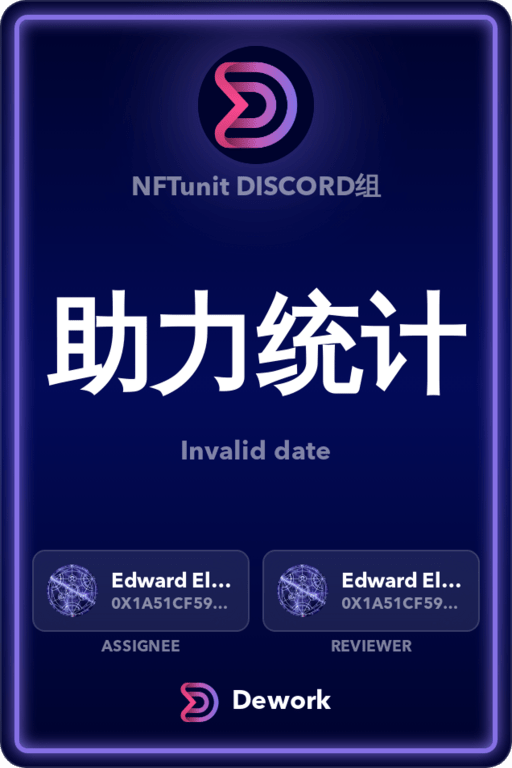 NFTunit DISCORD组
助力统计
Invalid date
Edward El...
0X1A51CF59...
ASSIGNEE
Edward El...
0X1A51CF59...
REVIEWER
Dework